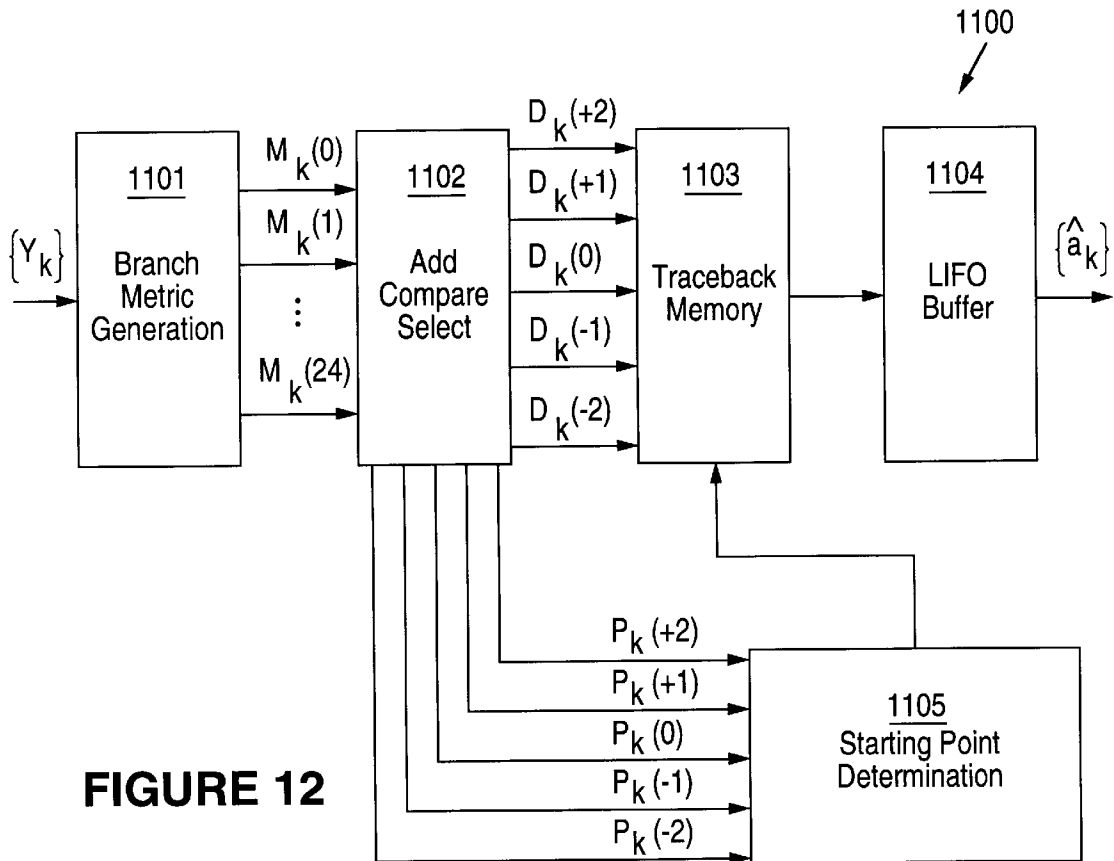 1100
{Y_k}
1101
Branch
Metric
Generation
M_k(0)
M_k(1)
⋮
M_k(24)
1102
Add
Compare
Select
D_k(+2)
D_k(+1)
D_k(0)
D_k(-1)
D_k(-2)
1103
Traceback
Memory
1104
LIFO
Buffer
{â_k}
P_k(+2)
P_k(+1)
P_k(0)
P_k(-1)
P_k(-2)
1105
Starting Point
Determination
FIGURE 12